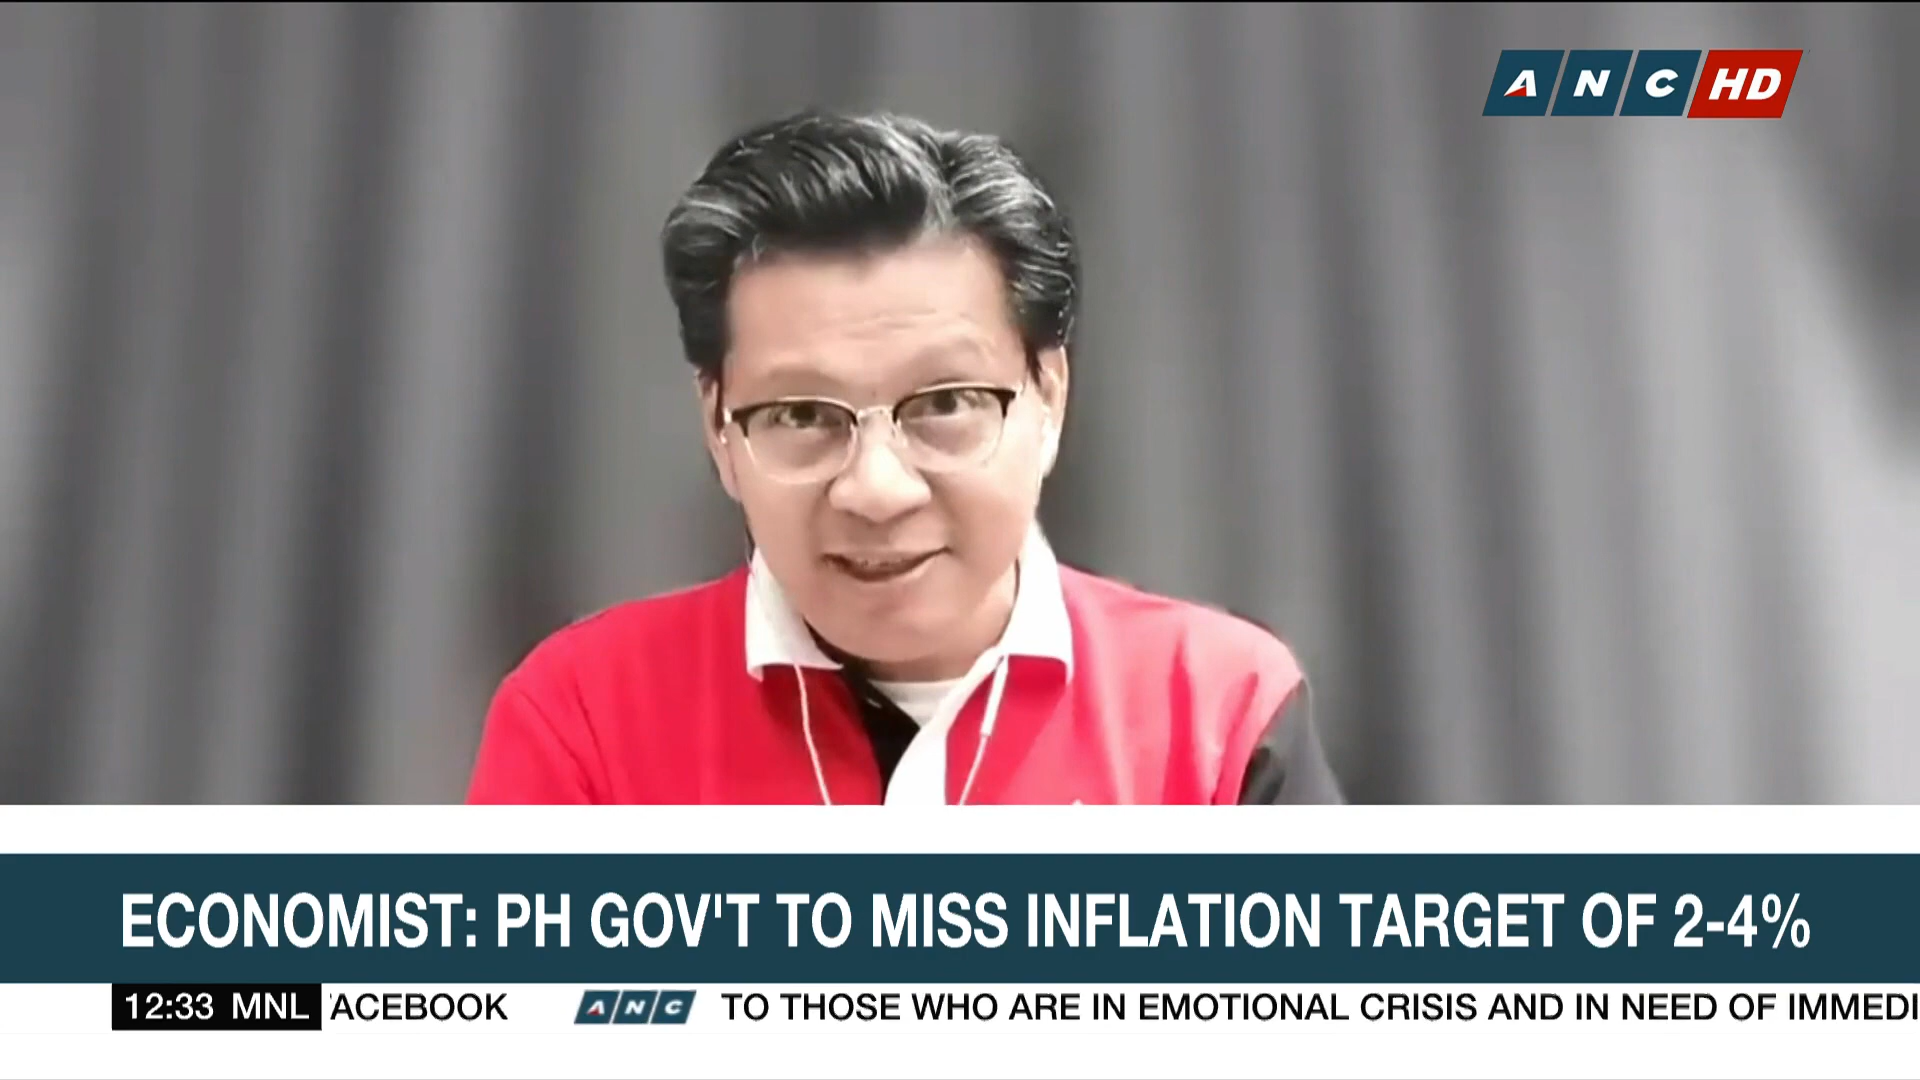 ANC HD
ECONOMIST: PH GOV'T TO MISS INFLATION TARGET OF 2-4%
12:33 MNL 'ACEBOOK ANC TO THOSE WHO ARE IN EMOTIONAL CRISIS AND IN NEED OF IMMEDI